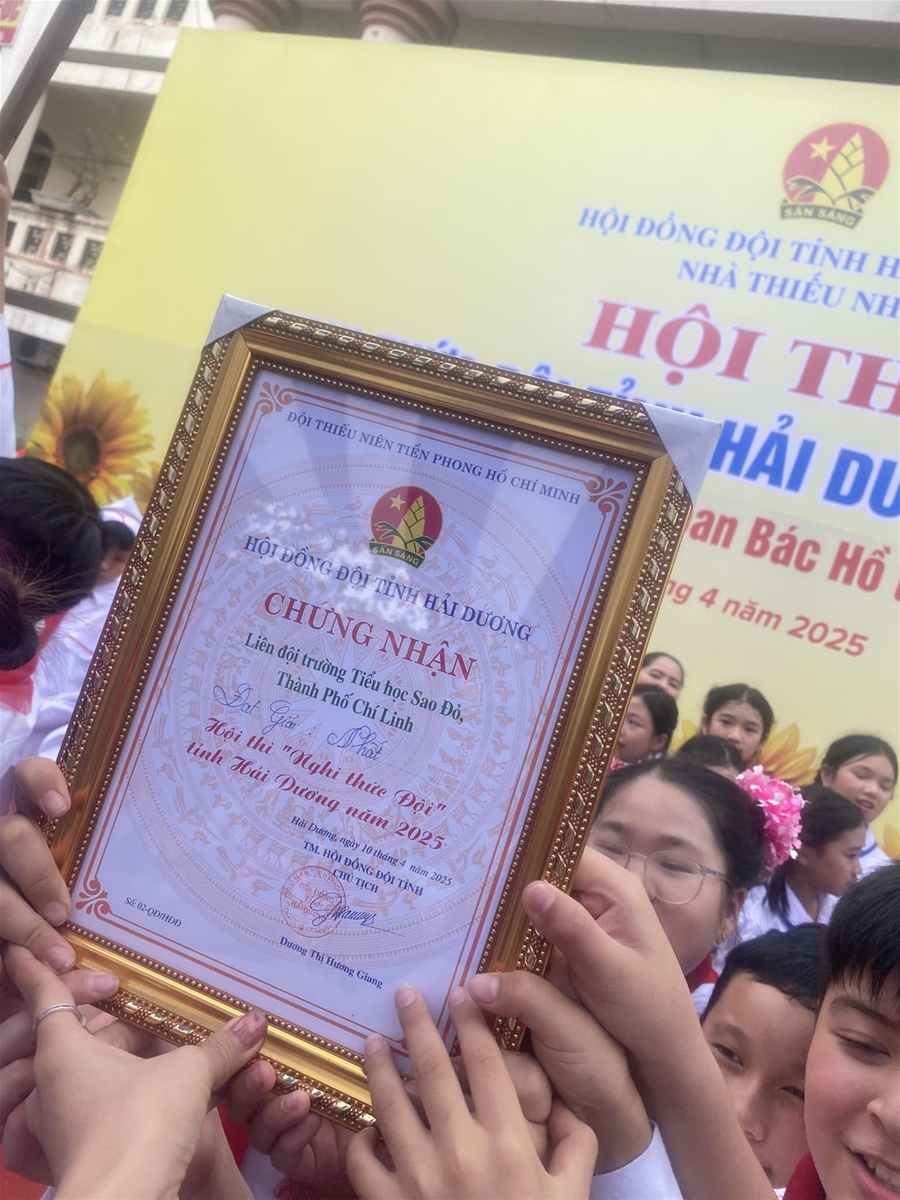 SẴN SÀNG
HỘI ĐỒNG ĐỘI TỈNH H
NHÀ THIẾU NH
HỘI TH
HẢI DƯ
an Bác Hồ
ng 4 năm 2025
ĐỘI THIẾU NIÊN TIỀN PHONG HỒ CHÍ MINH
SẴN SÀNG
HỘI ĐỒNG ĐỘI TỈNH HẢI DƯƠNG
CHỨNG NHẬN
Liên đội trường Tiểu học Sao Đỏ,
Thành Phố Chí Linh
Đạt Giải: Nhất
Hội thi "Nghi thức Đội"
tỉnh Hải Dương năm 2025
Hải Dương, ngày 10 tháng 4 năm 2025
TM. HỘI ĐỒNG ĐỘI TỈNH
CHỦ TỊCH
Số: 02-QĐ/HĐĐ
Dương Thị Hương Giang